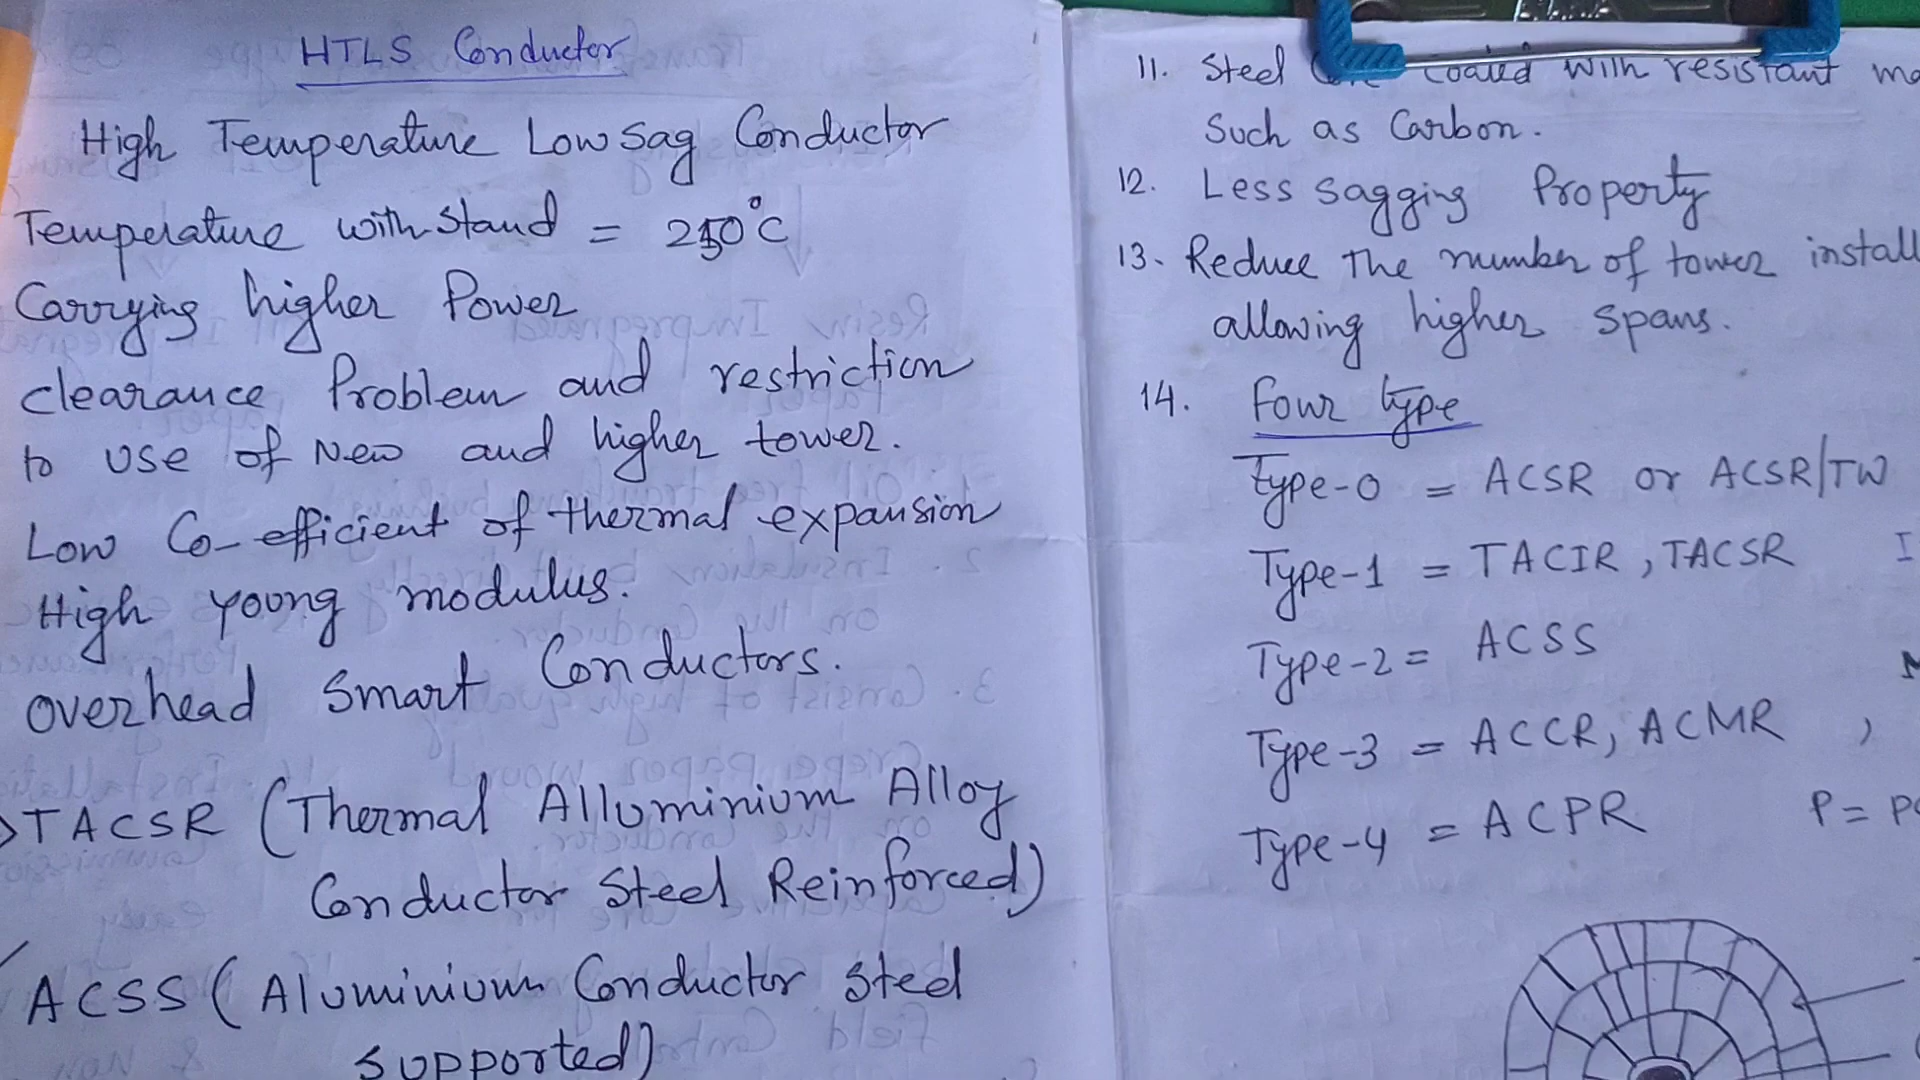 HTLS Conductor
High Temperature Low Sag Conductor
Temperature withstand = 250°C
Carrying higher Power
clearance Problem and restriction
to use of New and higher tower.
Low Co-efficient of thermal expansion
High young modulus.
overhead Smart Conductors.
TACSR (Thermal Alluminium Alloy
Conductor Steel Reinforced)
ACSS (Aluminium Conductor Steel
supported)
11. Steel coated with resistant
Such as Carbon.
12. Less sagging Property
13. Reduce The number of tower install
allowing higher spans.
14. Four type
Type-0 = ACSR or ACSR/TW
Type-1 = TACIR, TACSR I
Type-2 = ACSS
Type-3 = ACCR, ACMR ,
Type-4 = ACPR P=